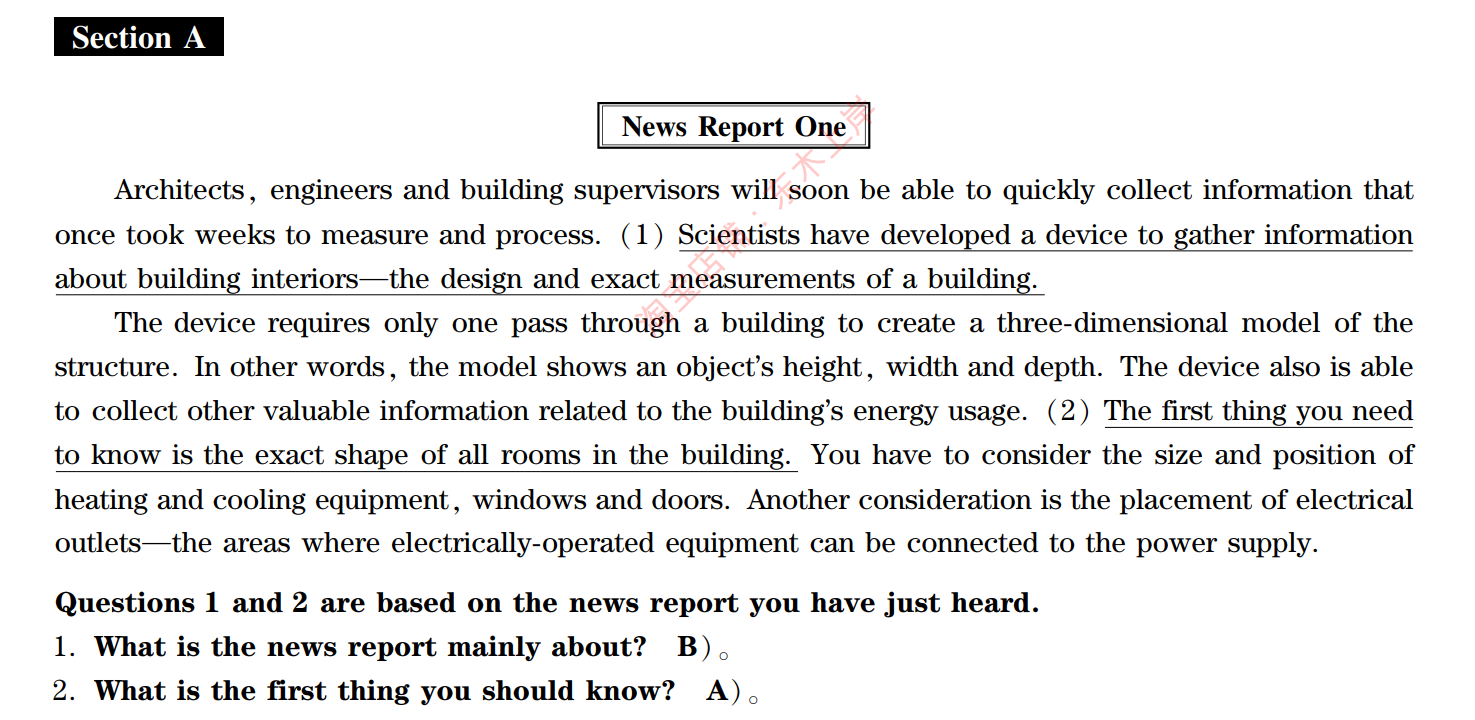 Section A
News Report One
Architects, engineers and building supervisors will soon be able to quickly collect information that
once took weeks to measure and process. (1) Scientists have developed a device to gather information
about building interiors—the design and exact measurements of a building.
The device requires only one pass through a building to create a three-dimensional model of the
structure. In other words, the model shows an object's height, width and depth. The device also is able
to collect other valuable information related to the building's energy usage. (2) The first thing you need
to know is the exact shape of all rooms in the building. You have to consider the size and position of
heating and cooling equipment, windows and doors. Another consideration is the placement of electrical
outlets—the areas where electrically-operated equipment can be connected to the power supply.
Questions 1 and 2 are based on the news report you have just heard.
1. What is the news report mainly about? B)。
2. What is the first thing you should know? A)。
淘宝店铺：木上岸